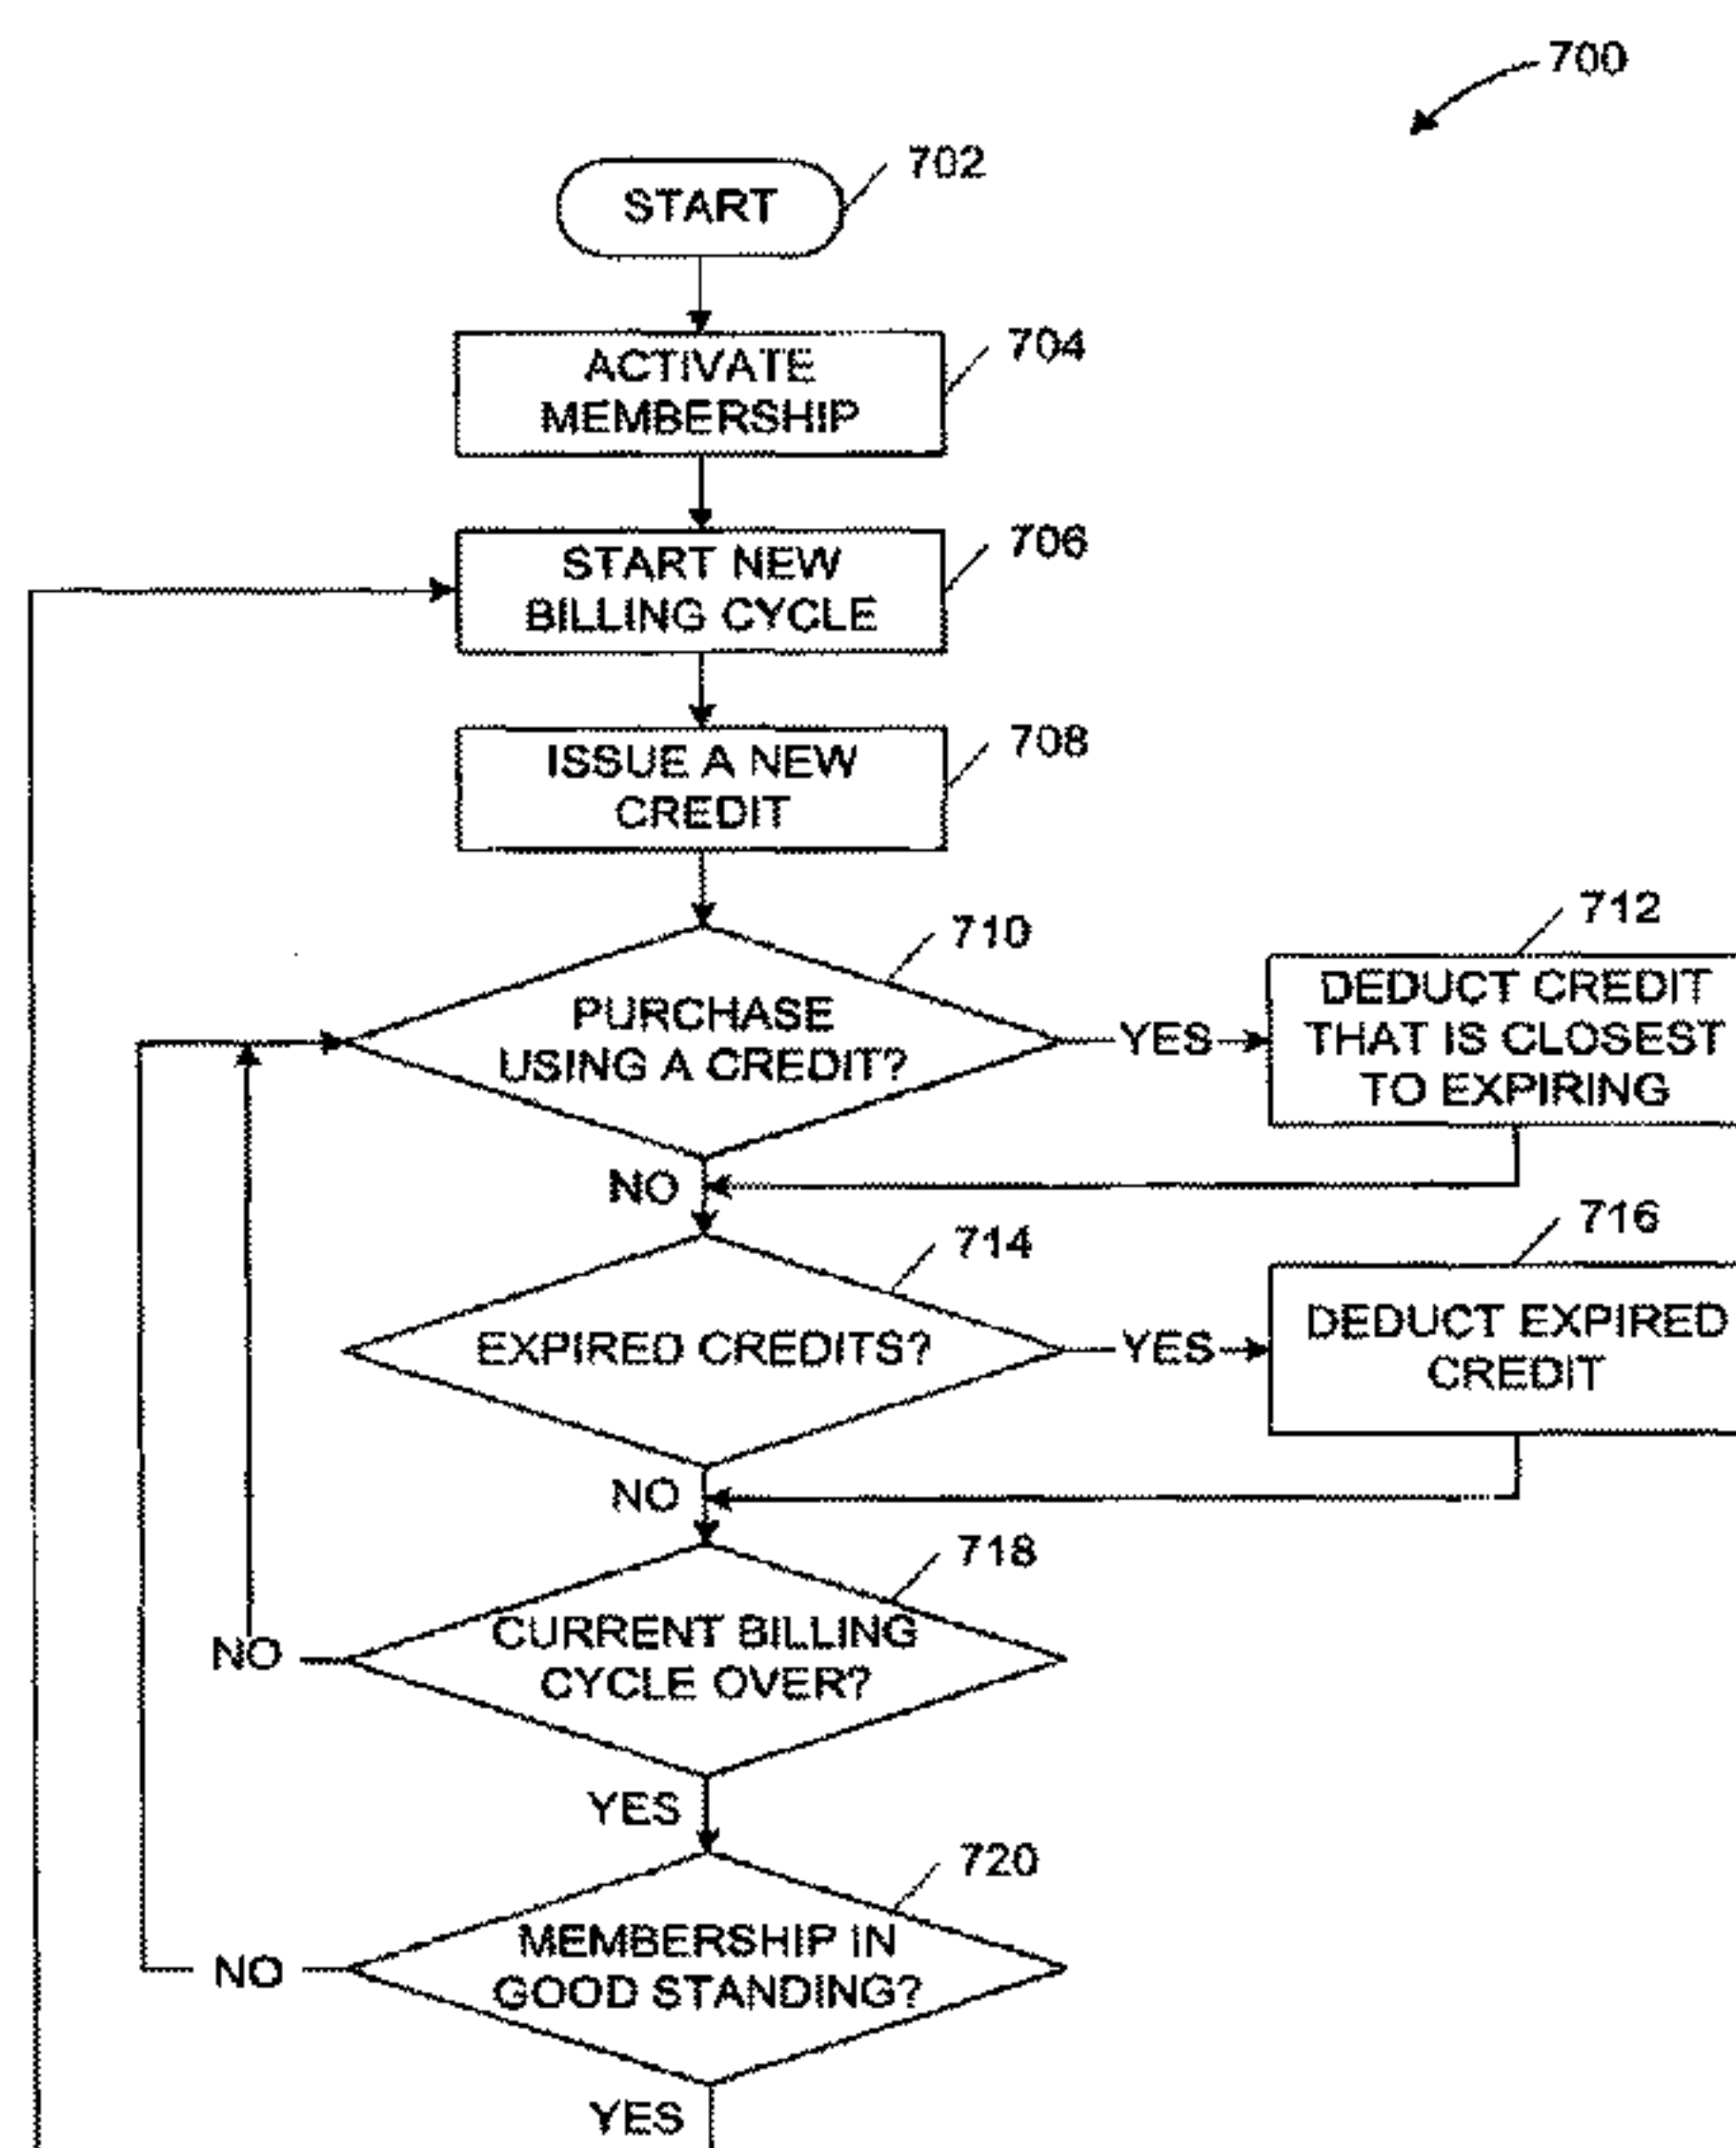 700
702
START
704
ACTIVATE
MEMBERSHIP
706
START NEW
BILLING CYCLE
708
ISSUE A NEW
CREDIT
710
PURCHASE
USING A CREDIT?
YES
712
DEDUCT CREDIT
THAT IS CLOSEST
TO EXPIRING
NO
714
EXPIRED CREDITS?
YES
716
DEDUCT EXPIRED
CREDIT
NO
718
CURRENT BILLING
CYCLE OVER?
NO
YES
720
MEMBERSHIP IN
GOOD STANDING?
NO
YES